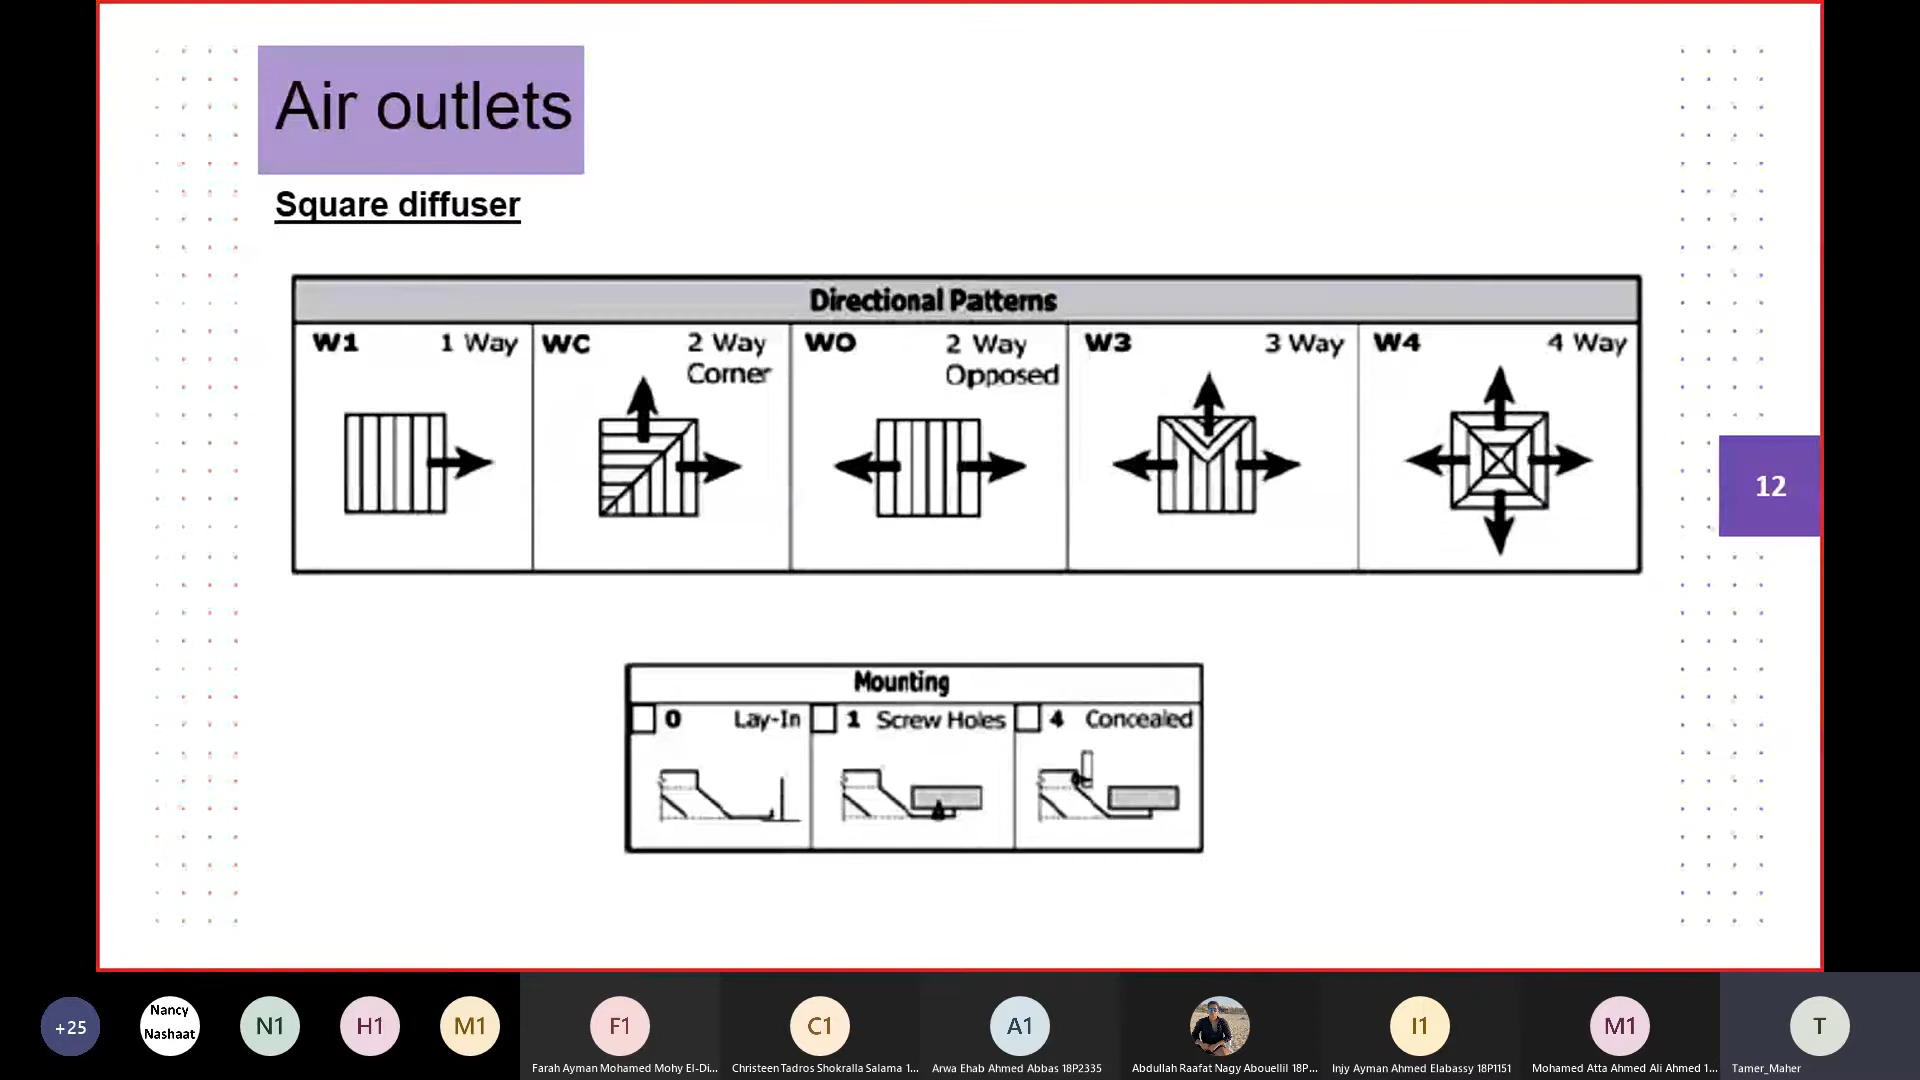 Air outlets
Square diffuser
Directional Patterns
W1 1 Way
WC 2 Way Corner
WO 2 Way Opposed
W3 3 Way
W4 4 Way
12
Mounting
0 Lay-In
1 Screw Holes
4 Concealed
+25
Nancy
Nashaat
N1
H1
M1
F1
C1
A1
I1
M1
T
Farah Ayman Mohamed Mohy El-Di...
Christeen Tadros Shokralla Salama 1...
Arwa Ehab Ahmed Abbas 18P2335
Abdullah Raafat Nagy Abouellil 18P...
Injy Ayman Ahmed Elabassy 18P1151
Mohamed Atta Ahmed Ali Ahmed 1...
Tamer_Maher